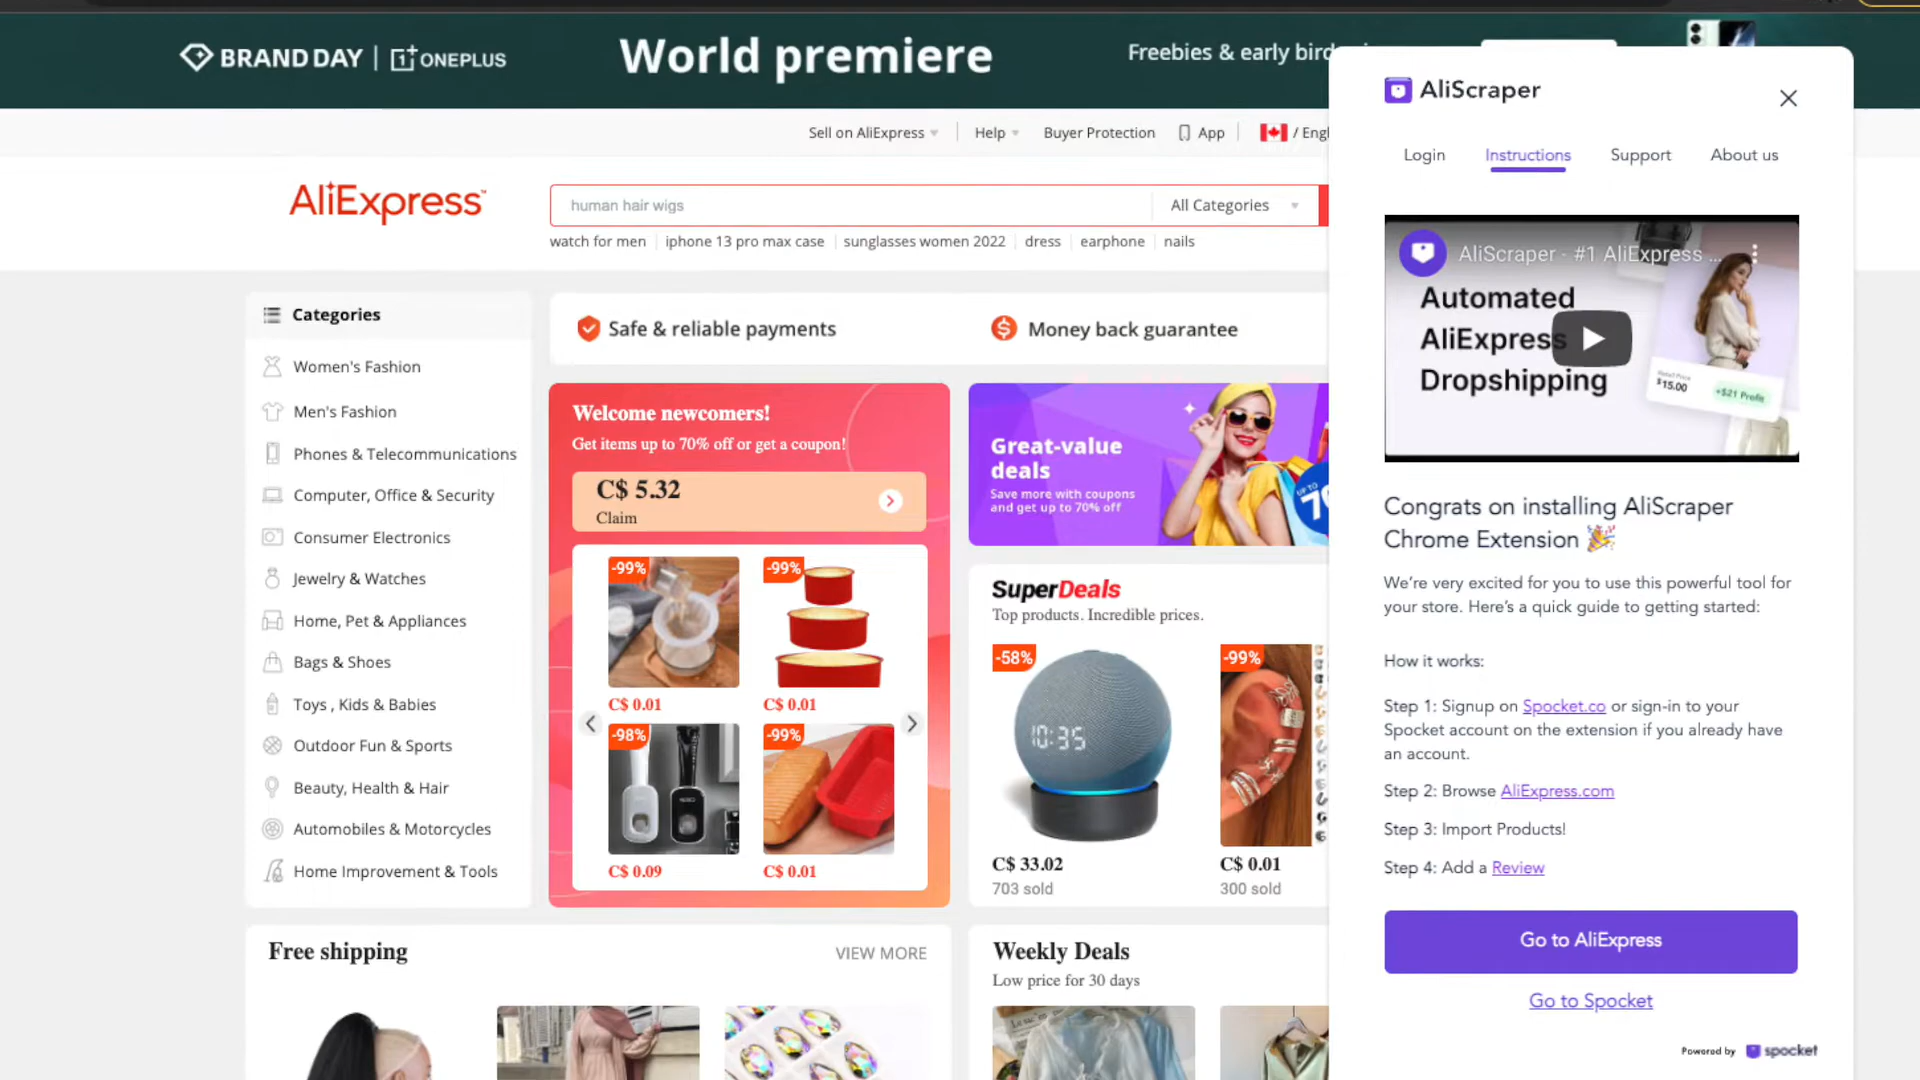 BRAND DAY | ONEPLUS
World premiere
Freebies & early bird
Sell on AliExpress
Help
Buyer Protection
App
/ Engl
AliExpress
human hair wigs
All Categories
watch for men
iphone 13 pro max case
sunglasses women 2022
dress
earphone
nails
Categories
Women's Fashion
Men's Fashion
Phones & Telecommunications
Computer, Office & Security
Consumer Electronics
Jewelry & Watches
Home, Pet & Appliances
Bags & Shoes
Toys , Kids & Babies
Outdoor Fun & Sports
Beauty, Health & Hair
Automobiles & Motorcycles
Home Improvement & Tools
Safe & reliable payments
Money back guarantee
Welcome newcomers!
Get items up to 70% off or get a coupon!
C$ 5.32
Claim
-99%
-99%
C$ 0.01
C$ 0.01
-98%
-99%
C$ 0.09
C$ 0.01
Great-value
deals
Save more with coupons
and get up to 70% off
UP TO
SuperDeals
Top products. Incredible prices.
-58%
10:35
C$ 33.02
703 sold
-99%
C$ 0.01
300 sold
Free shipping
VIEW MORE
Weekly Deals
Low price for 30 days
AliScraper
Login
Instructions
Support
About us
AliScraper - #1 AliExpress ...
Automated
AliExpress
Dropshipping
$15.00
+$21 Profit
Congrats on installing AliScraper
Chrome Extension
We're very excited for you to use this powerful tool for
your store. Here's a quick guide to getting started:
How it works:
Step 1: Signup on Spocket.co or sign-in to your
Spocket account on the extension if you already have
an account.
Step 2: Browse AliExpress.com
Step 3: Import Products!
Step 4: Add a Review
Go to AliExpress
Go to Spocket
Powered by spocket